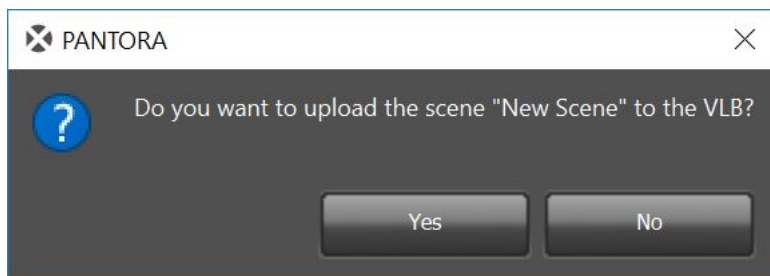 PANTORA
Do you want to upload the scene "New Scene" to the VLB?
Yes
No